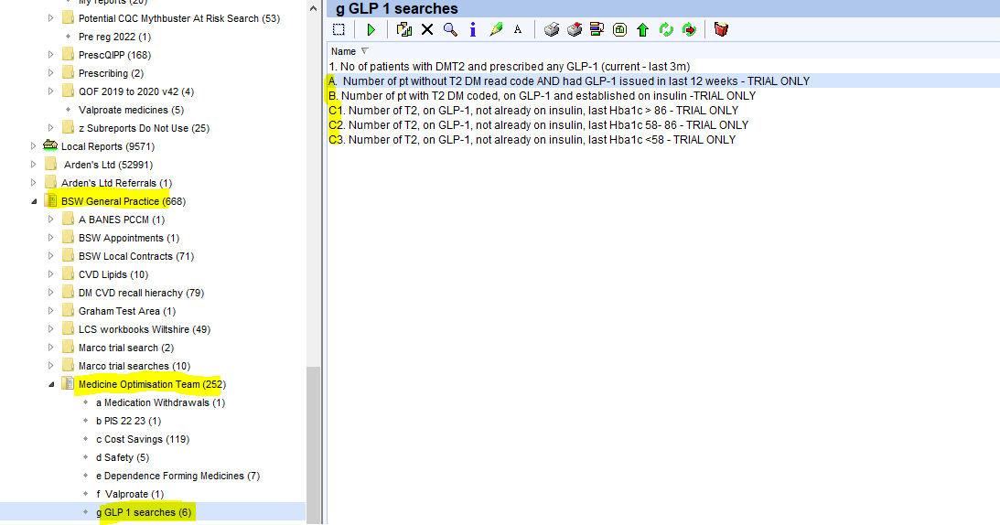 My reports (20)
Potential CQC Mythbuster At Risk Search (53)
Pre reg 2022 (1)
PrescQIPP (168)
Prescribing (2)
QOF 2019 to 2020 v42 (4)
Valproate medicines (5)
z Subreports Do Not Use (25)
Local Reports (9571)
Arden's Ltd (52991)
Arden's Ltd Referrals (1)
BSW General Practice (668)
A BANES PCCM (1)
BSW Appointments (1)
BSW Local Contracts (71)
CVD Lipids (10)
DM CVD recall hierachy (79)
Graham Test Area (1)
LCS workbooks Wiltshire (49)
Marco trial search (2)
Marco trial searches (10)
Medicine Optimisation Team (252)
a Medication Withdrawals (1)
b PIS 22 23 (1)
c Cost Savings (119)
d Safety (5)
e Dependence Forming Medicines (7)
f Valproate (1)
g GLP 1 searches (6)
g GLP 1 searches
A
Name
1. No of patients with DMT2 and prescribed any GLP-1 (current - last 3m)
A. Number of pt without T2 DM read code AND had GLP-1 issued in last 12 weeks - TRIAL ONLY
B. Number of pt with T2 DM coded, on GLP-1 and established on insulin -TRIAL ONLY
C1. Number of T2, on GLP-1, not already on insulin, last Hba1c > 86 - TRIAL ONLY
C2. Number of T2, on GLP-1, not already on insulin, last Hba1c 58- 86 - TRIAL ONLY
C3. Number of T2, on GLP-1, not already on insulin, last Hba1c <58 - TRIAL ONLY